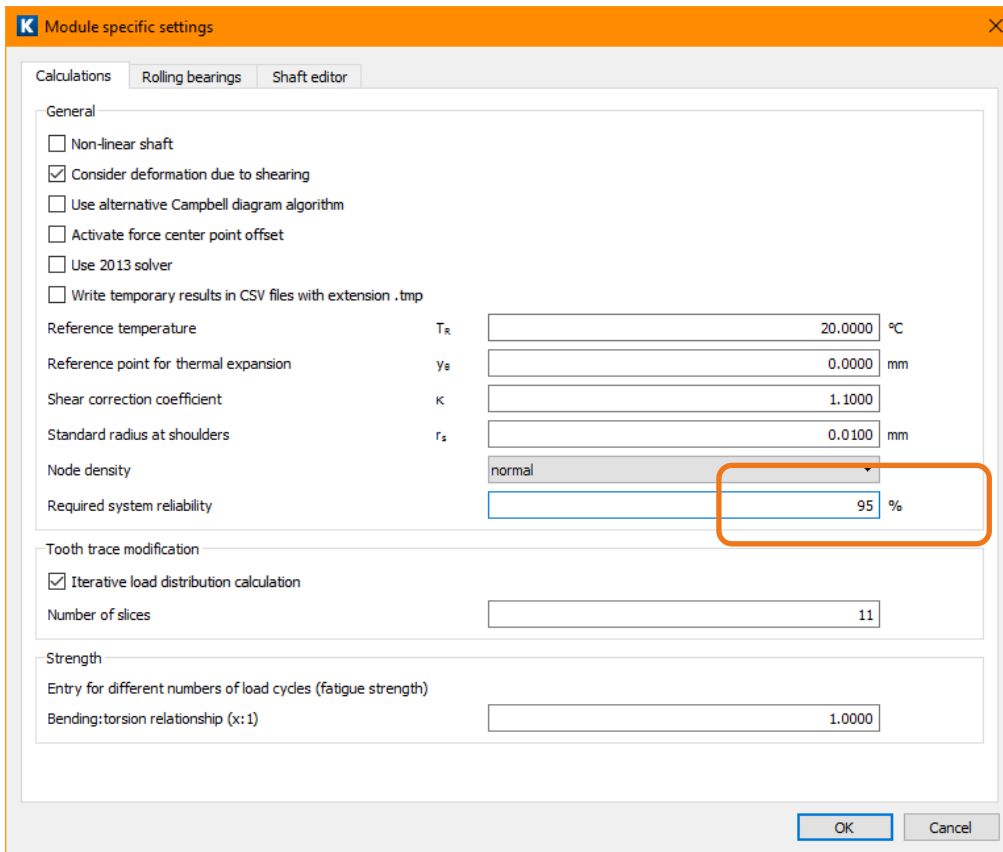 K Module specific settings
Calculations Rolling bearings Shaft editor
General
Non-linear shaft
Consider deformation due to shearing
Use alternative Campbell diagram algorithm
Activate force center point offset
Use 2013 solver
Write temporary results in CSV files with extension .tmp
Reference temperature TR 20.0000 °C
Reference point for thermal expansion yθ 0.0000 mm
Shear correction coefficient κ 1.1000
Standard radius at shoulders rs 0.0100 mm
Node density normal
Required system reliability 95 %
Tooth trace modification
Iterative load distribution calculation
Number of slices 11
Strength
Entry for different numbers of load cycles (fatigue strength)
Bending:torsion relationship (x:1) 1.0000
OK Cancel